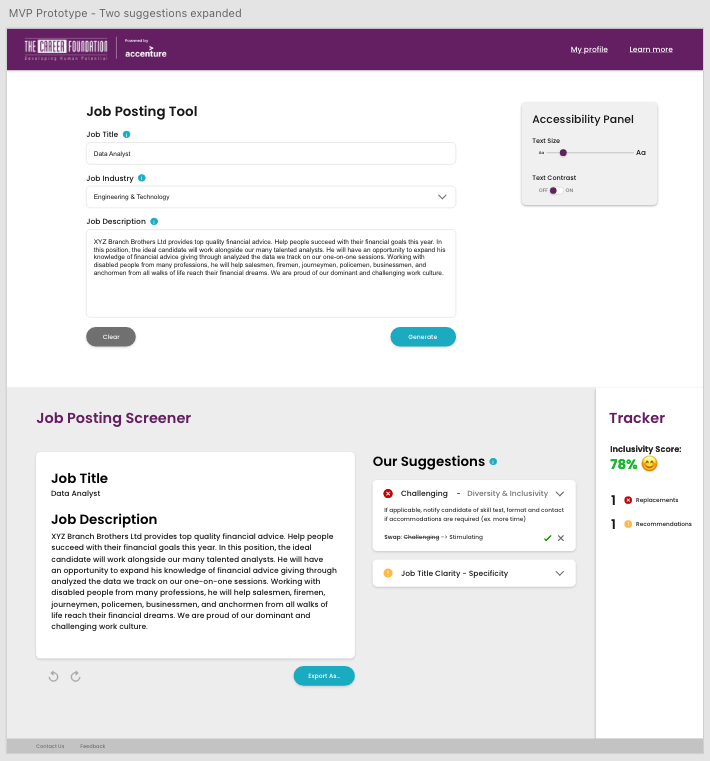 MVP Prototype - Two suggestions expanded
THE CAREER FOUNDATION
Developing Human Potential
Powered by
accenture
My profile
Learn more
Job Posting Tool
Job Title
Data Analyst
Job Industry
Engineering & Technology
Job Description
XYZ Branch Brothers Ltd provides top quality financial advice. Help people succeed with their financial goals this year. In
this position, the ideal candidate will work alongside our many talented analysts. He will have an opportunity to expand his
knowledge of financial advice giving through analyzed the data we track on our one-on-one sessions. Working with
disabled people from many professions, he will help salesmen, firemen, journeymen, policemen, businessmen, and
anchormen from all walks of life reach their financial dreams. We are proud of our dominant and challenging work culture.
Clear
Generate
Accessibility Panel
Text Size
Aa
Aa
Text Contrast
OFF
ON
Job Posting Screener
Job Title
Data Analyst
Job Description
XYZ Branch Brothers Ltd provides top quality financial advice. Help people
succeed with their financial goals this year. In this position, the ideal
candidate will work alongside our many talented analysts. He will have
an opportunity to expand his knowledge of financial advice giving through
analyzed the data we track on our one-on-one sessions. Working with
disabled people from many professions, he will help salesmen, firemen,
journeymen, policemen, businessmen, and anchormen from all walks of
life reach their financial dreams. We are proud of our dominant and
challenging work culture.
Export As...
Our Suggestions
Challenging - Diversity & Inclusivity
If applicable, notify candidate of skill test, format and contact
if accommodations are required (ex. more time)
Swap: Challenging -> Stimulating
Job Title Clarity - Specificity
Tracker
Inclusivity Score:
78% 😊
1 Replacements
1 Recommendations
Contact Us
Feedback